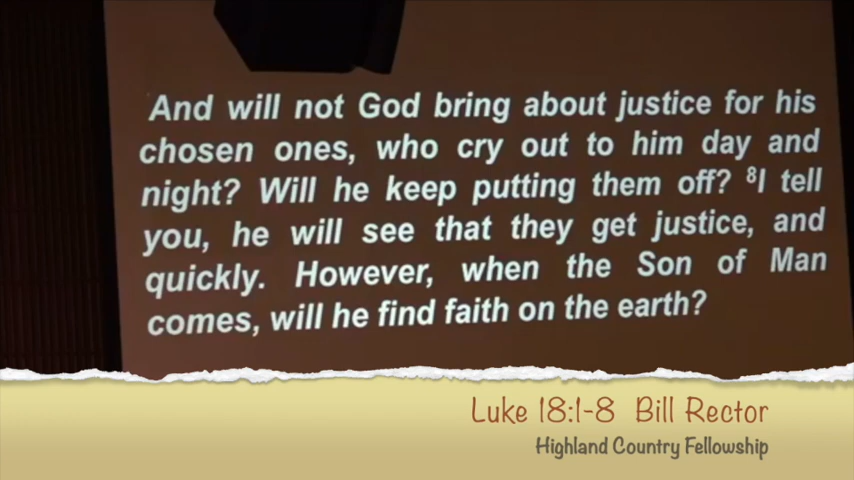 And will not God bring about justice for his
chosen ones, who cry out to him day and
night? Will he keep putting them off? ⁸I tell
you, he will see that they get justice, and
quickly. However, when the Son of Man
comes, will he find faith on the earth?
Luke 18:1-8 Bill Rector
Highland Country Fellowship